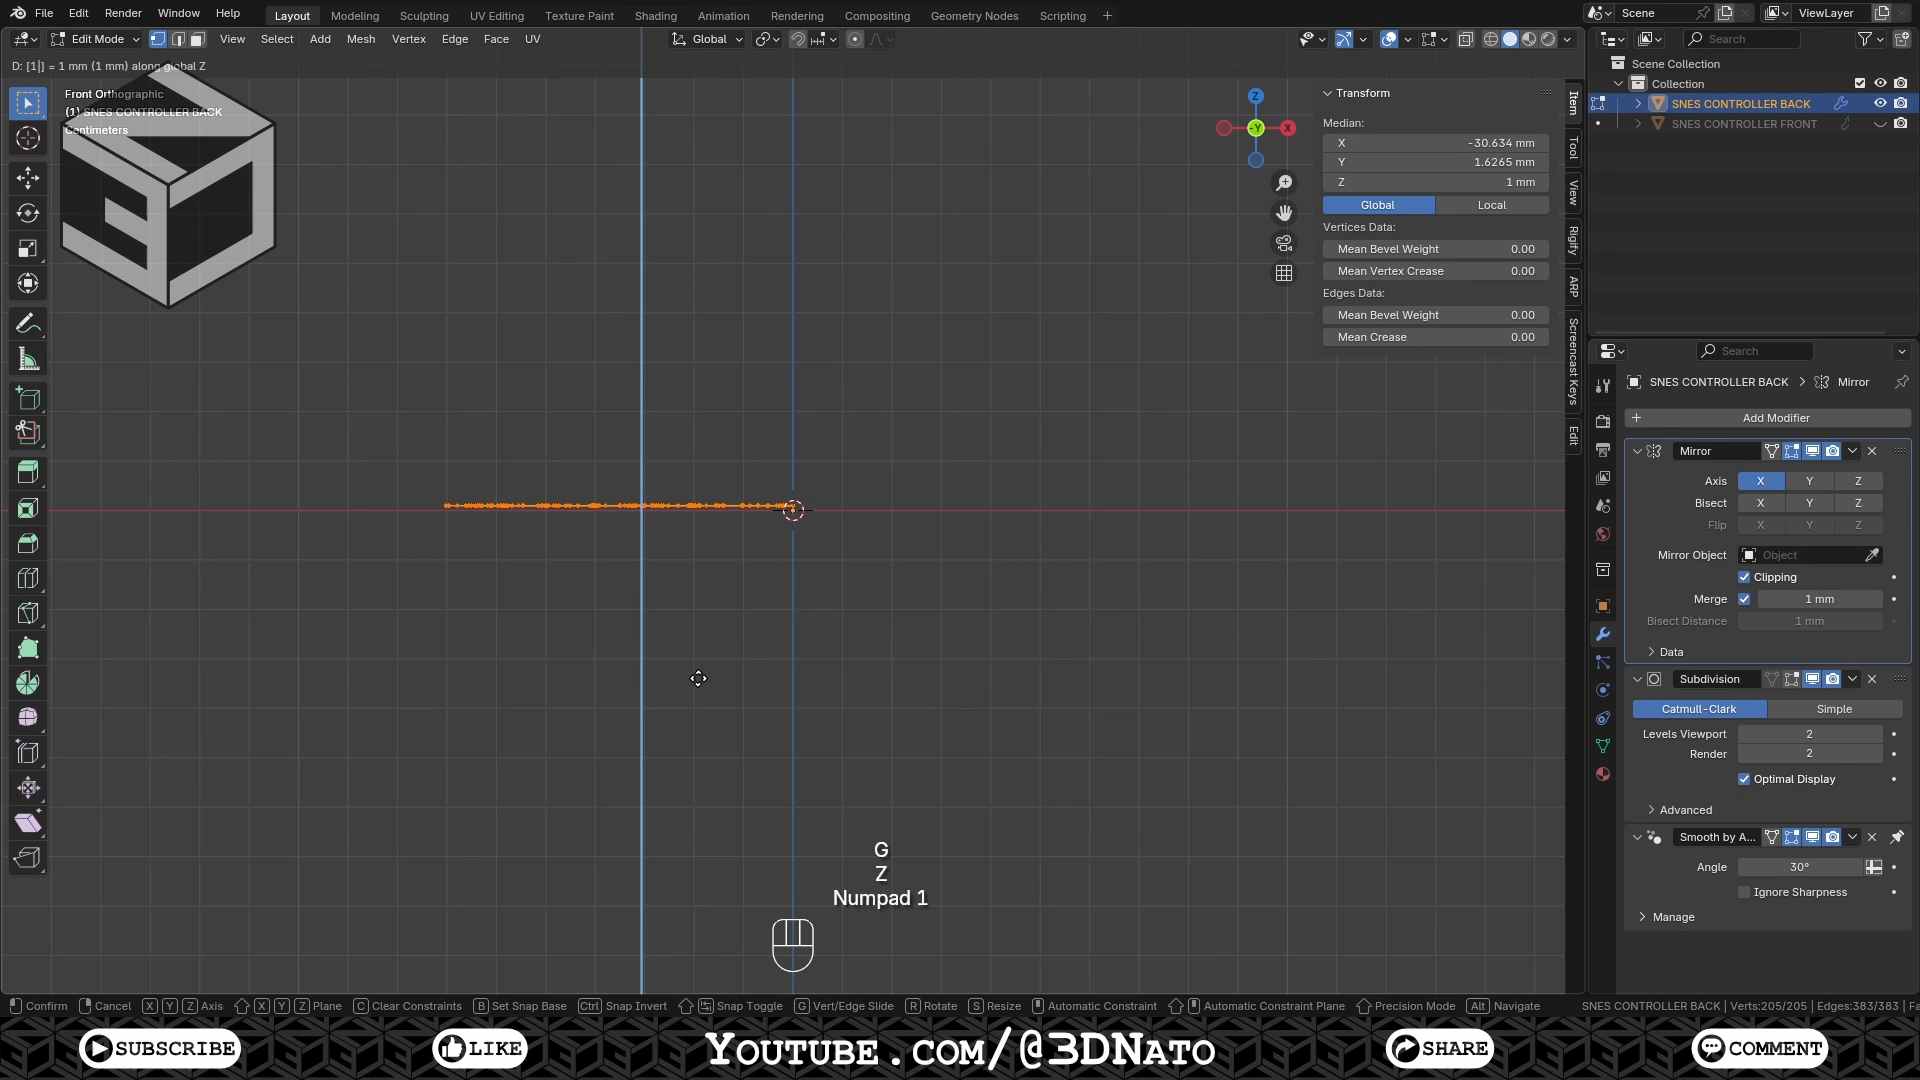 File Edit Render Window Help
Layout Modeling Sculpting UV Editing Texture Paint Shading Animation Rendering Compositing Geometry Nodes Scripting +
Scene ViewLayer
Edit Mode View Select Add Mesh Vertex Edge Face UV Global
Search
D: [1|] = 1 mm (1 mm) along global Z
Front Orthographic
(1) SNES CONTROLLER BACK
Centimeters
Z
-Y
X
Transform
Median:
X -30.634 mm
Y 1.6265 mm
Z 1 mm
Global Local
Vertices Data:
Mean Bevel Weight 0.00
Mean Vertex Crease 0.00
Edges Data:
Mean Bevel Weight 0.00
Mean Crease 0.00
Item
Tool
View
Rigify
ARP
Screencast Keys
Edit
Scene Collection
Collection
SNES CONTROLLER BACK
SNES CONTROLLER FRONT
Search
SNES CONTROLLER BACK > Mirror
+ Add Modifier
Mirror
Axis X Y Z
Bisect X Y Z
Flip X Y Z
Mirror Object Object
Clipping
Merge 1 mm
Bisect Distance 1 mm
Data
Subdivision
Catmull-Clark Simple
Levels Viewport 2
Render 2
Optimal Display
Advanced
Smooth by A...
Angle 30°
Ignore Sharpness
Manage
G
Z
Numpad 1
Confirm Cancel X Y Z Axis X Y Z Plane C Clear Constraints B Set Snap Base Ctrl Snap Invert Snap Toggle G Vert/Edge Slide R Rotate S Resize Automatic Constraint Automatic Constraint Plane Precision Mode Alt Navigate SNES CONTROLLER BACK | Verts:205/205 | Edges:383/383 | Fa
SUBSCRIBE LIKE YOUTUBE.COM/@3DNATO SHARE COMMENT